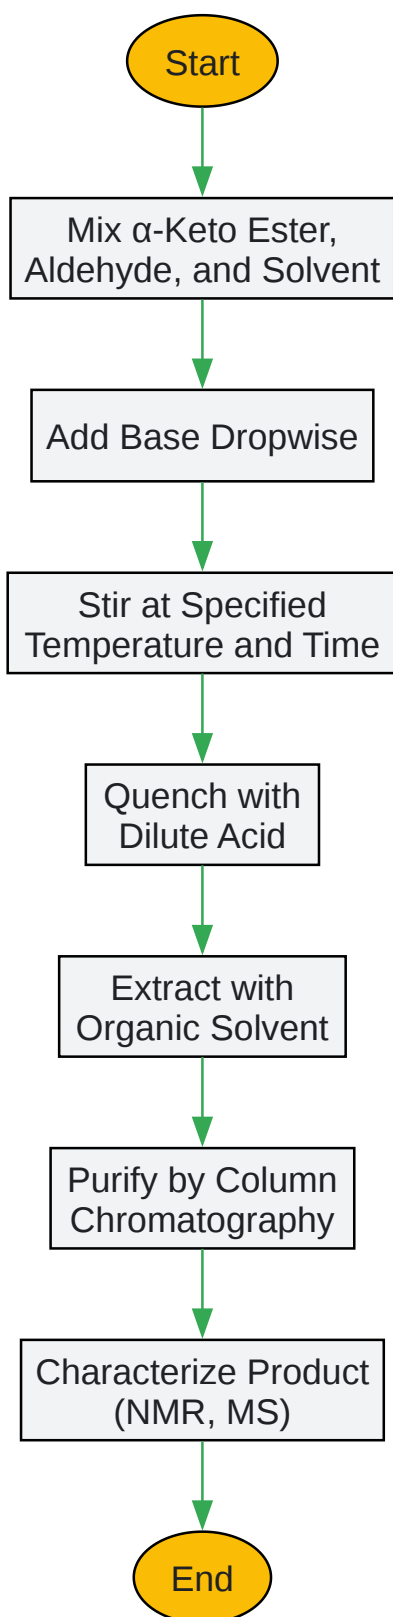 Start
Mix α-Keto Ester,
Aldehyde, and Solvent
Add Base Dropwise
Stir at Specified
Temperature and Time
Quench with
Dilute Acid
Extract with
Organic Solvent
Purify by Column
Chromatography
Characterize Product
(NMR, MS)
End